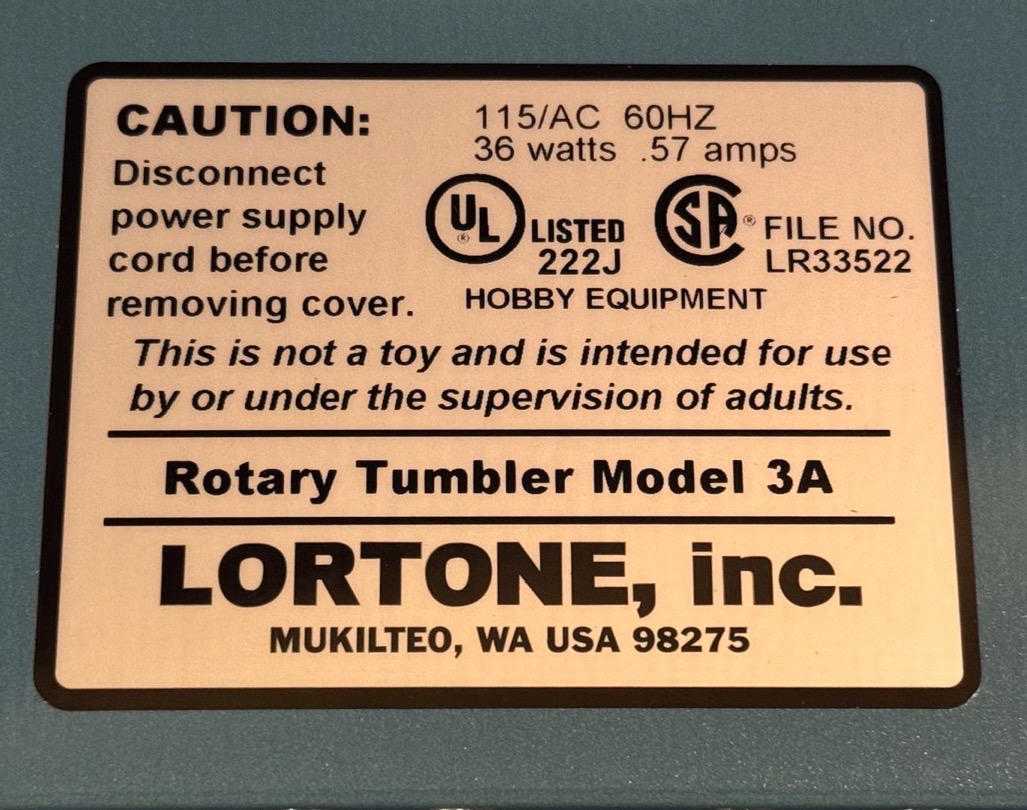 CAUTION:
Disconnect
power supply
cord before
removing cover.
115/AC 60HZ
36 watts .57 amps
UL ® LISTED
222J
SA ® FILE NO.
LR33522
HOBBY EQUIPMENT
This is not a toy and is intended for use
by or under the supervision of adults.
Rotary Tumbler Model 3A
LORTONE, inc.
MUKILTEO, WA USA 98275